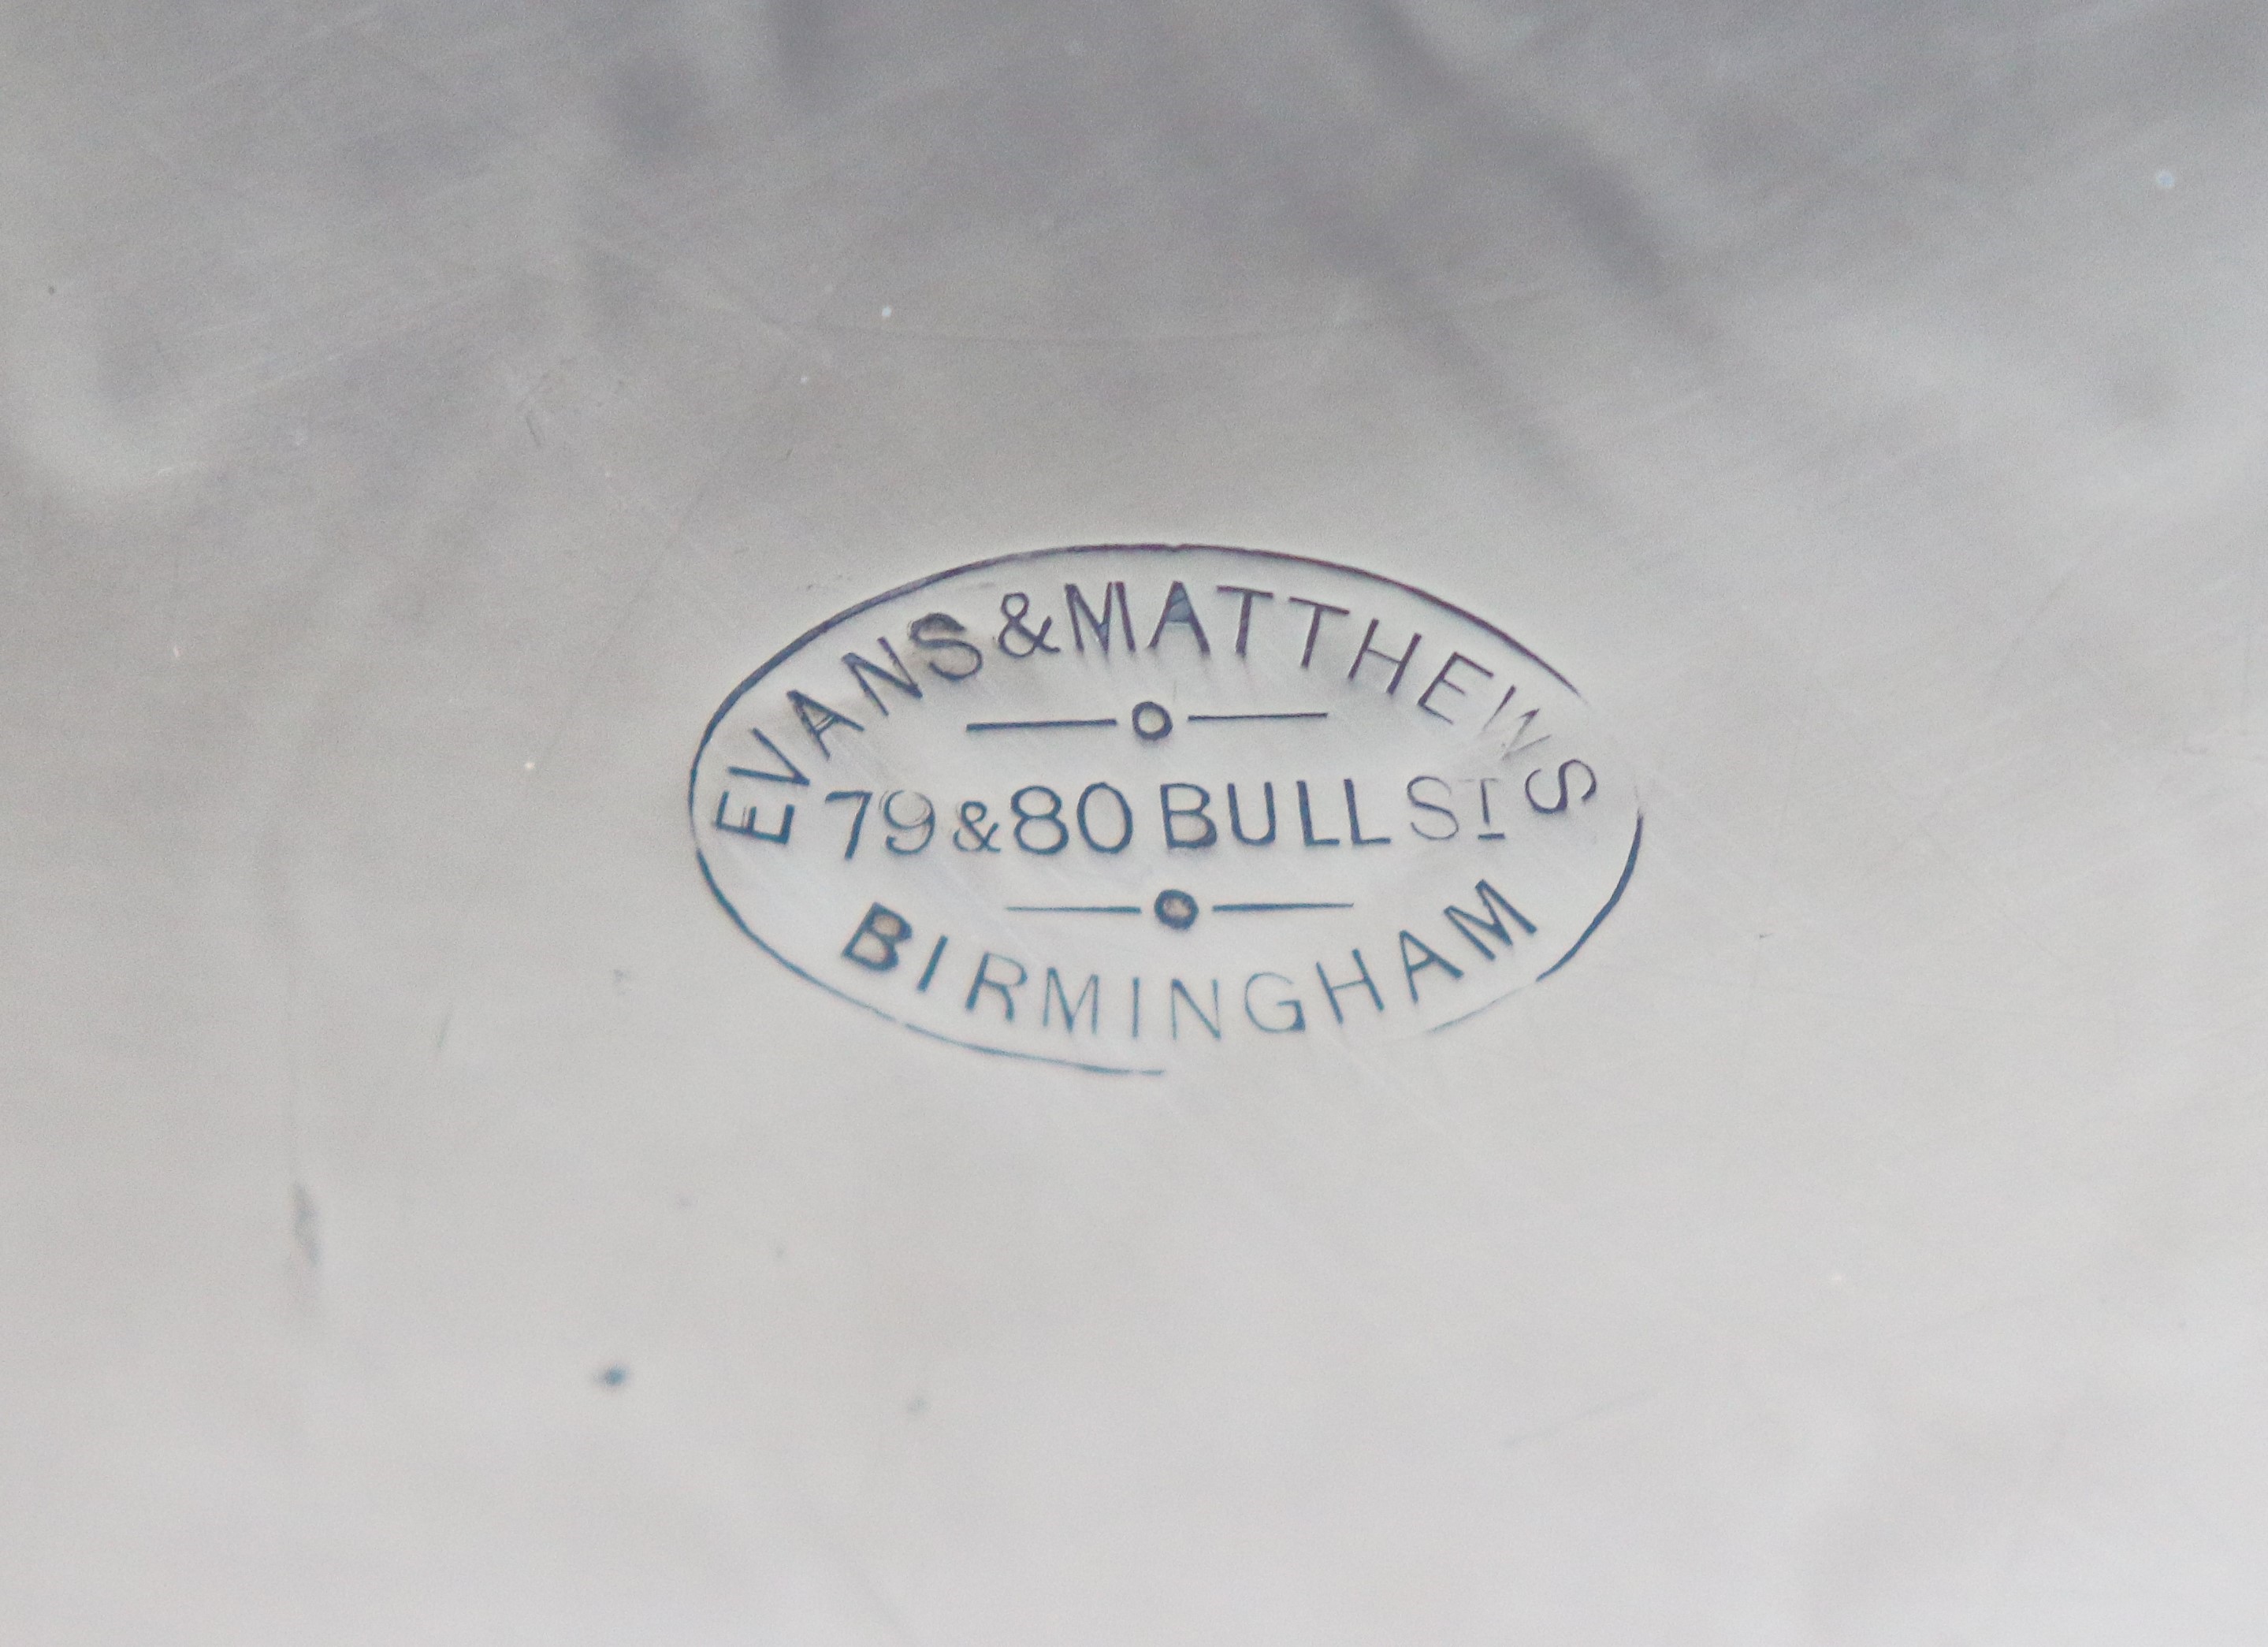 EVANS & MATTHEWS
79 & 80 BULL ST
BIRMINGHAM